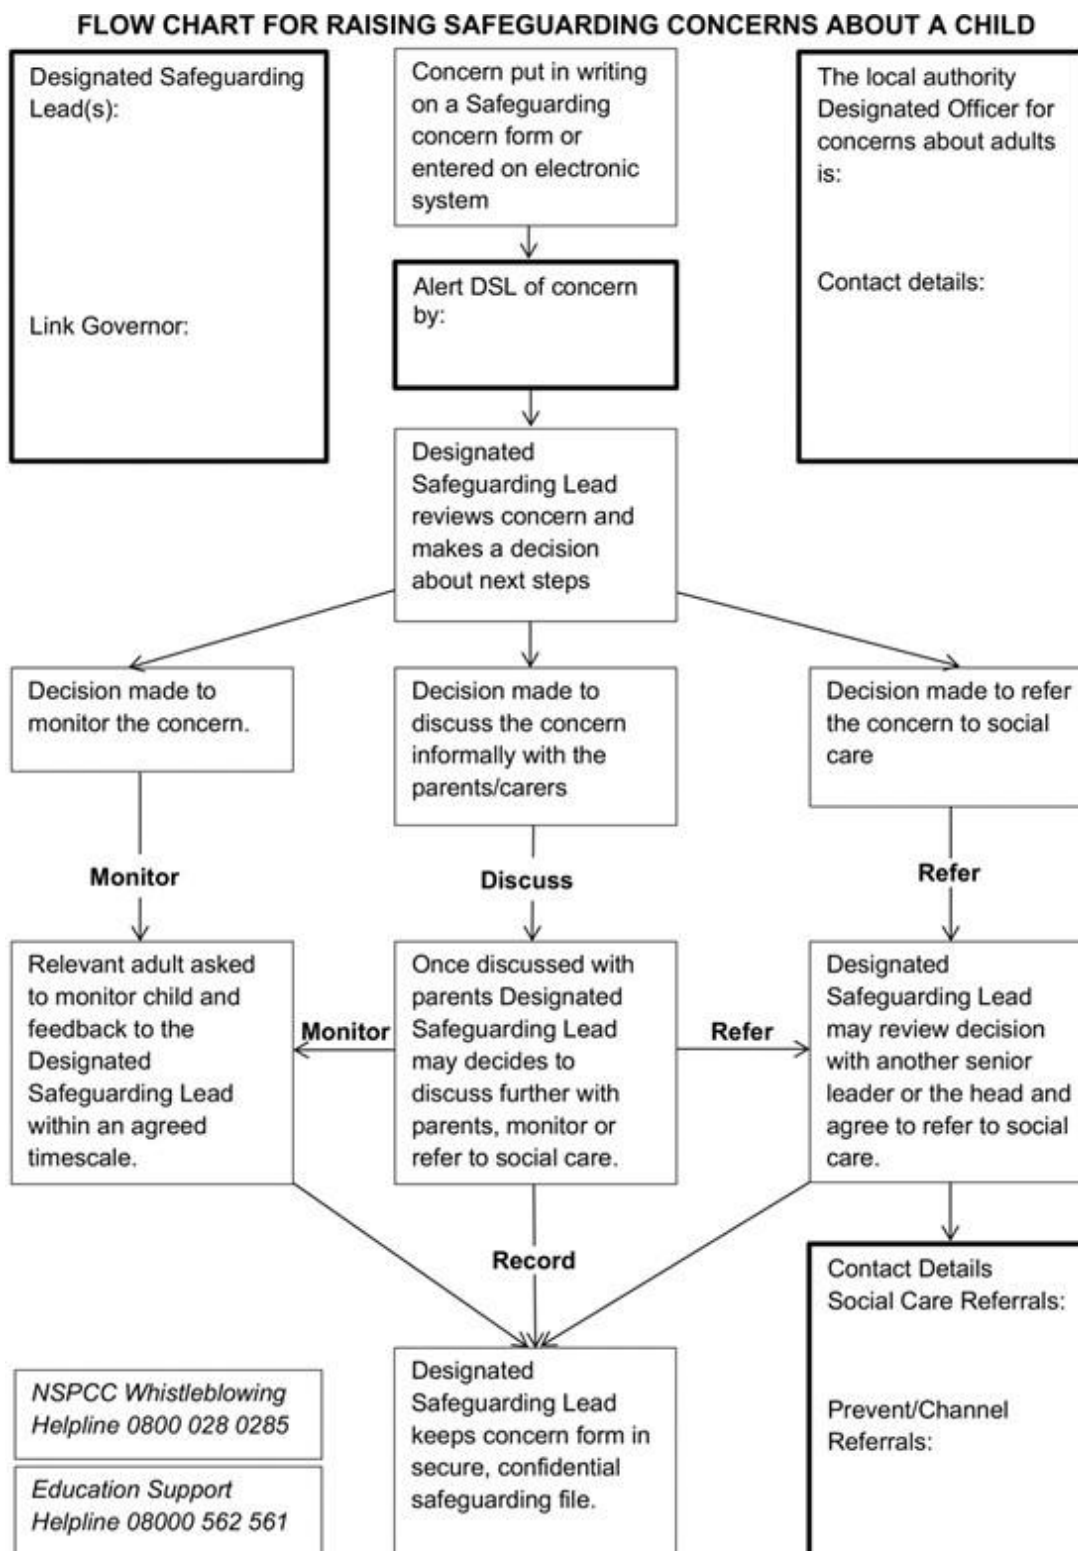 FLOW CHART FOR RAISING SAFEGUARDING CONCERNS ABOUT A CHILD
Designated Safeguarding
Lead(s):
Link Governor:
Concern put in writing
on a Safeguarding
concern form or
entered on electronic
system
The local authority
Designated Officer for
concerns about adults
is:
Contact details:
Alert DSL of concern
by:
Designated
Safeguarding Lead
reviews concern and
makes a decision
about next steps
Decision made to
monitor the concern.
Decision made to
discuss the concern
informally with the
parents/carers
Decision made to refer
the concern to social
care
Monitor
Discuss
Refer
Relevant adult asked
to monitor child and
feedback to the
Designated
Safeguarding Lead
within an agreed
timescale.
Monitor
Once discussed with
parents Designated
Safeguarding Lead
may decides to
discuss further with
parents, monitor or
refer to social care.
Refer
Designated
Safeguarding Lead
may review decision
with another senior
leader or the head and
agree to refer to social
care.
Record
Contact Details
Social Care Referrals:
Prevent/Channel
Referrals:
Designated
Safeguarding Lead
keeps concern form in
secure, confidential
safeguarding file.
NSPCC Whistleblowing
Helpline 0800 028 0285
Education Support
Helpline 08000 562 561